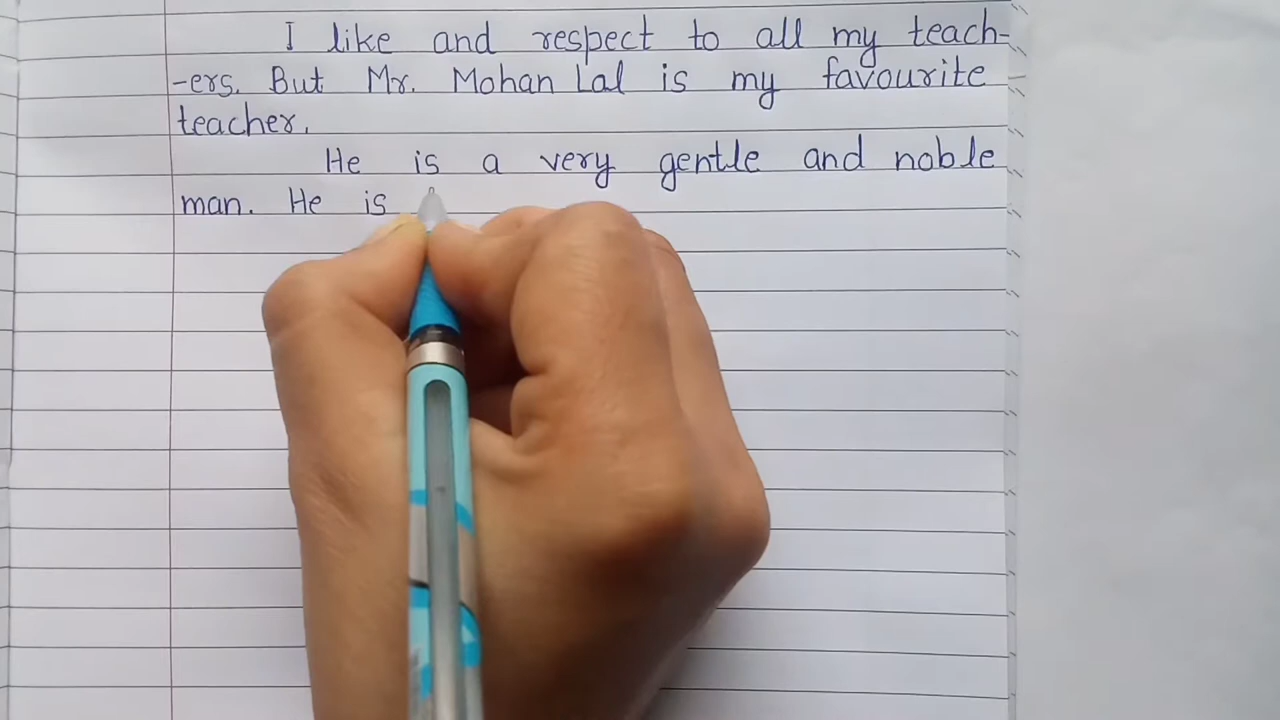 I like and respect to all my teach-
-ers. But Mr. Mohan Lal is my favourite
teacher.
He is a very gentle and noble
man. He is